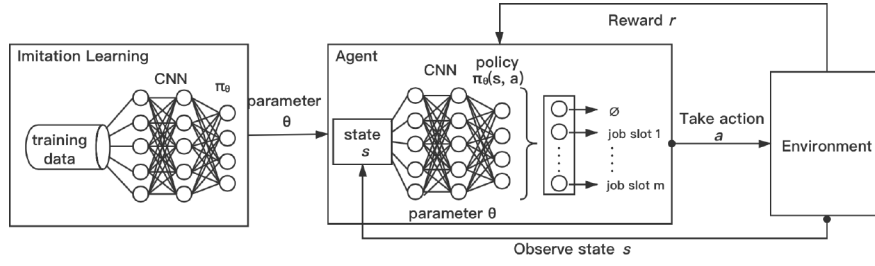 Reward r
Imitation Learning
CNN
πθ
training
data
parameter
θ
Agent
CNN
policy
πθ(s, a)
state
s
parameter θ
Ø
job slot 1
job slot m
Take action
a
Environment
Observe state s